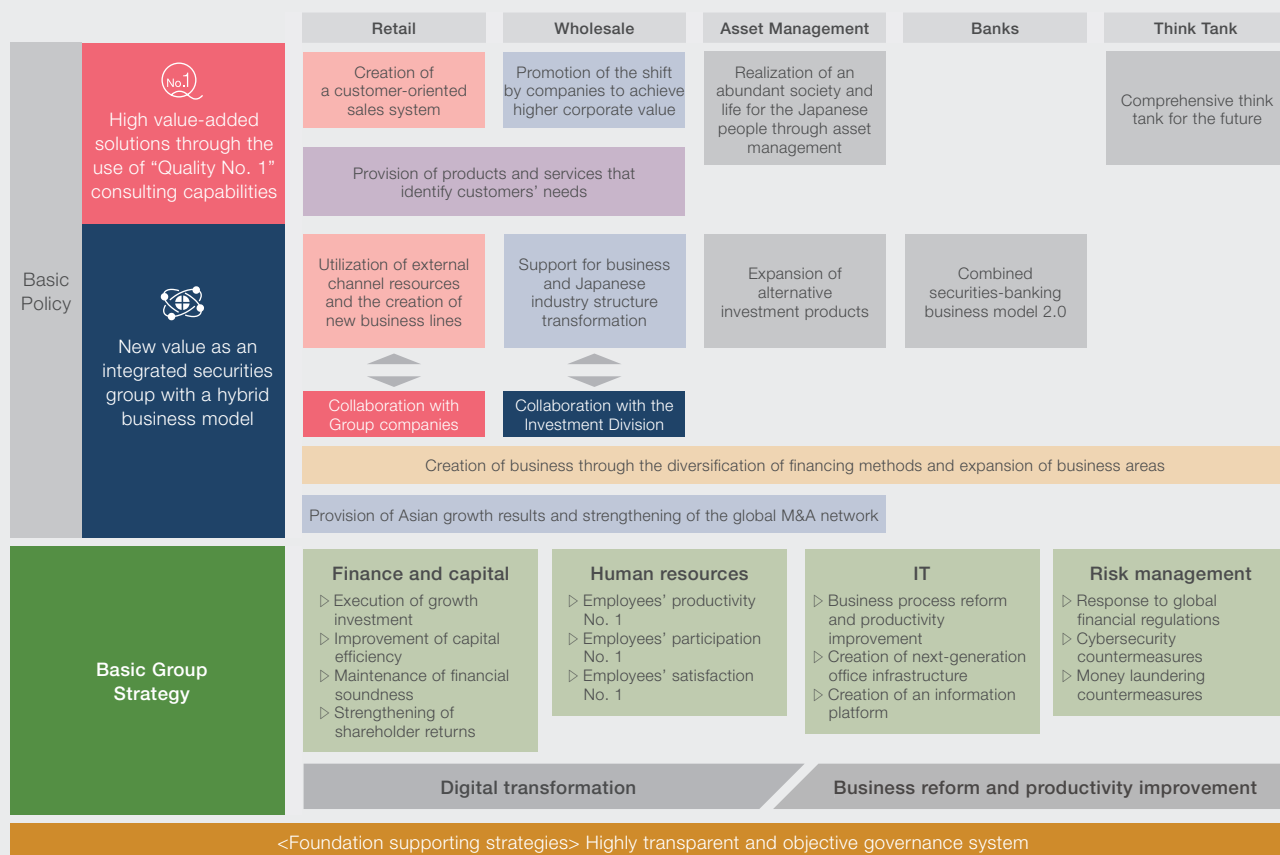 Retail
Wholesale
Asset Management
Banks
Think Tank
Basic
Policy
No.1
High value-added
solutions through the
use of “Quality No. 1”
consulting capabilities
Creation of
a customer-oriented
sales system
Promotion of the shift
by companies to achieve
higher corporate value
Realization of an
abundant society and
life for the Japanese
people through asset
management
Comprehensive think
tank for the future
Provision of products and services that
identify customers’ needs
New value as an
integrated securities
group with a hybrid
business model
Utilization of external
channel resources
and the creation of
new business lines
Support for business
and Japanese
industry structure
transformation
Expansion of
alternative
investment products
Combined
securities-banking
business model 2.0
Collaboration with
Group companies
Collaboration with the
Investment Division
Creation of business through the diversification of financing methods and expansion of business areas
Provision of Asian growth results and strengthening of the global M&A network
Basic Group
Strategy
Finance and capital
▷ Execution of growth
investment
▷ Improvement of capital
efficiency
▷ Maintenance of financial
soundness
▷ Strengthening of
shareholder returns
Human resources
▷ Employees’ productivity
No. 1
▷ Employees’ participation
No. 1
▷ Employees’ satisfaction
No. 1
IT
▷ Business process reform
and productivity
improvement
▷ Creation of next-generation
office infrastructure
▷ Creation of an information
platform
Risk management
▷ Response to global
financial regulations
▷ Cybersecurity
countermeasures
▷ Money laundering
countermeasures
Digital transformation
Business reform and productivity improvement
<Foundation supporting strategies> Highly transparent and objective governance system